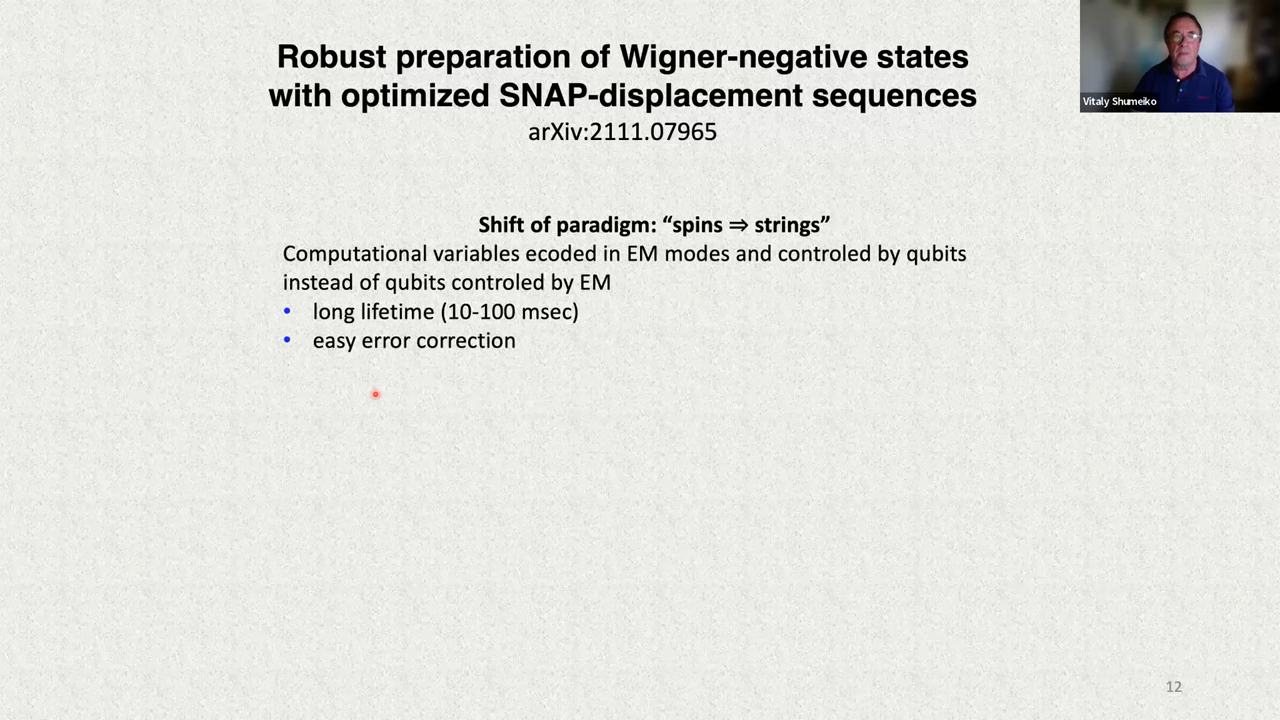 Robust preparation of Wigner-negative states
with optimized SNAP-displacement sequences
arXiv:2111.07965
Vitaly Shumeiko
Shift of paradigm: “spins ⇒ strings”
Computational variables ecoded in EM modes and controled by qubits
instead of qubits controled by EM
• long lifetime (10-100 msec)
• easy error correction
12